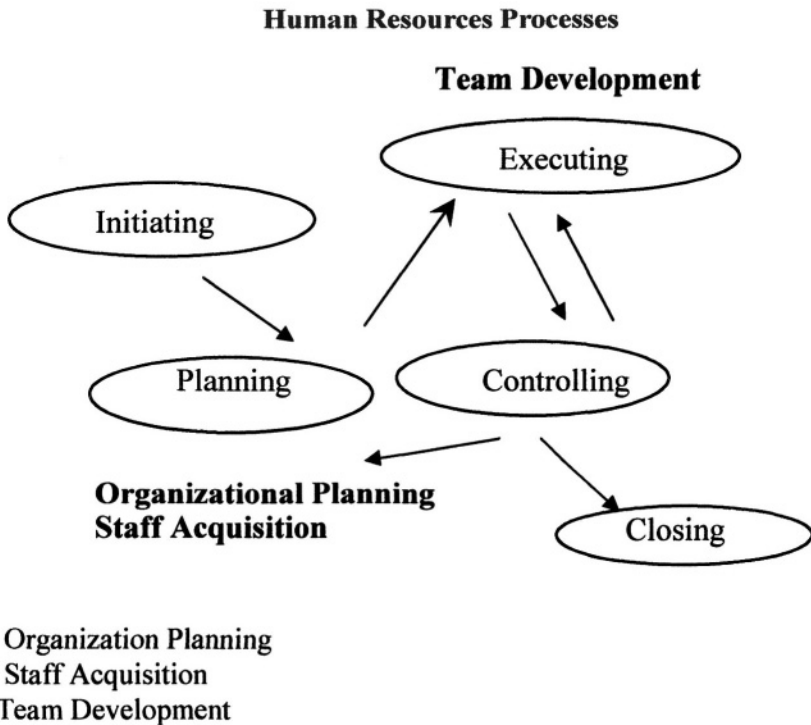 Human Resources Processes
Team Development
Executing
Initiating
Planning
Controlling
Organizational Planning
Staff Acquisition
Closing
Organization Planning
Staff Acquisition
Team Development